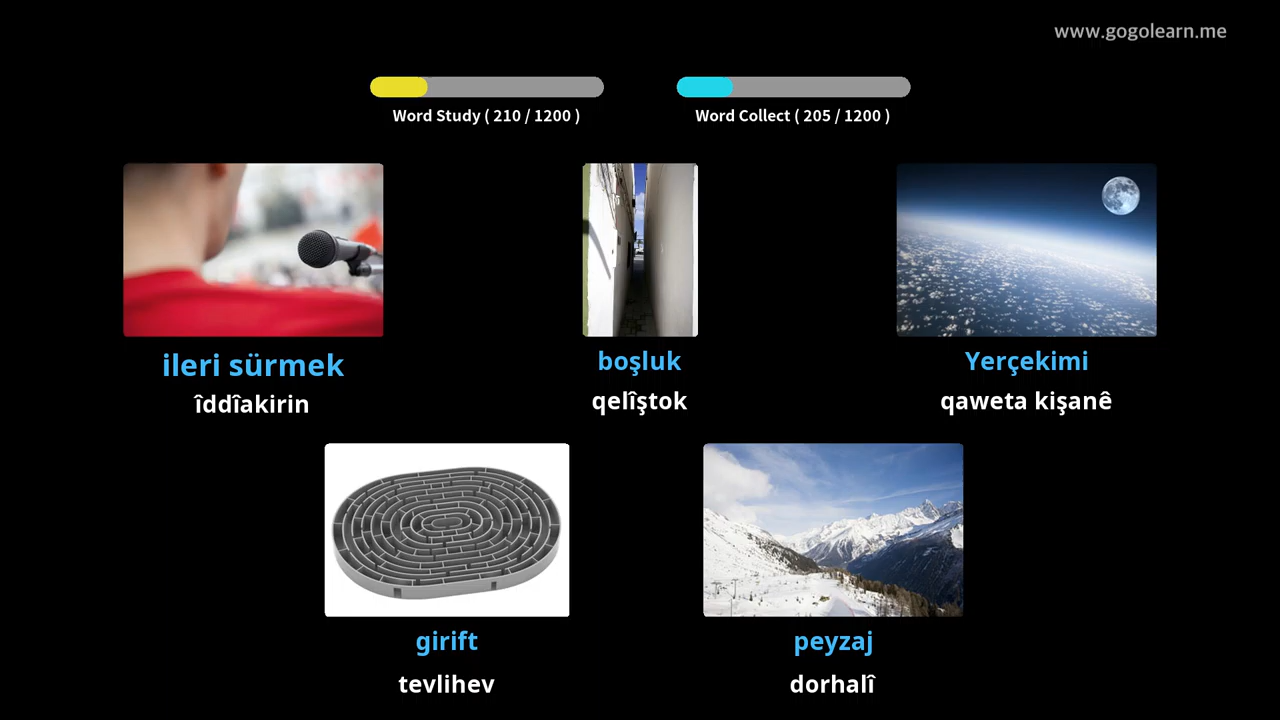 www.gogolearn.me
Word Study ( 210 / 1200 )
Word Collect ( 205 / 1200 )
ileri sürmek
îddîakirin
boşluk
qelîştok
Yerçekimi
qaweta kişanê
girift
tevlihev
peyzaj
dorhalî